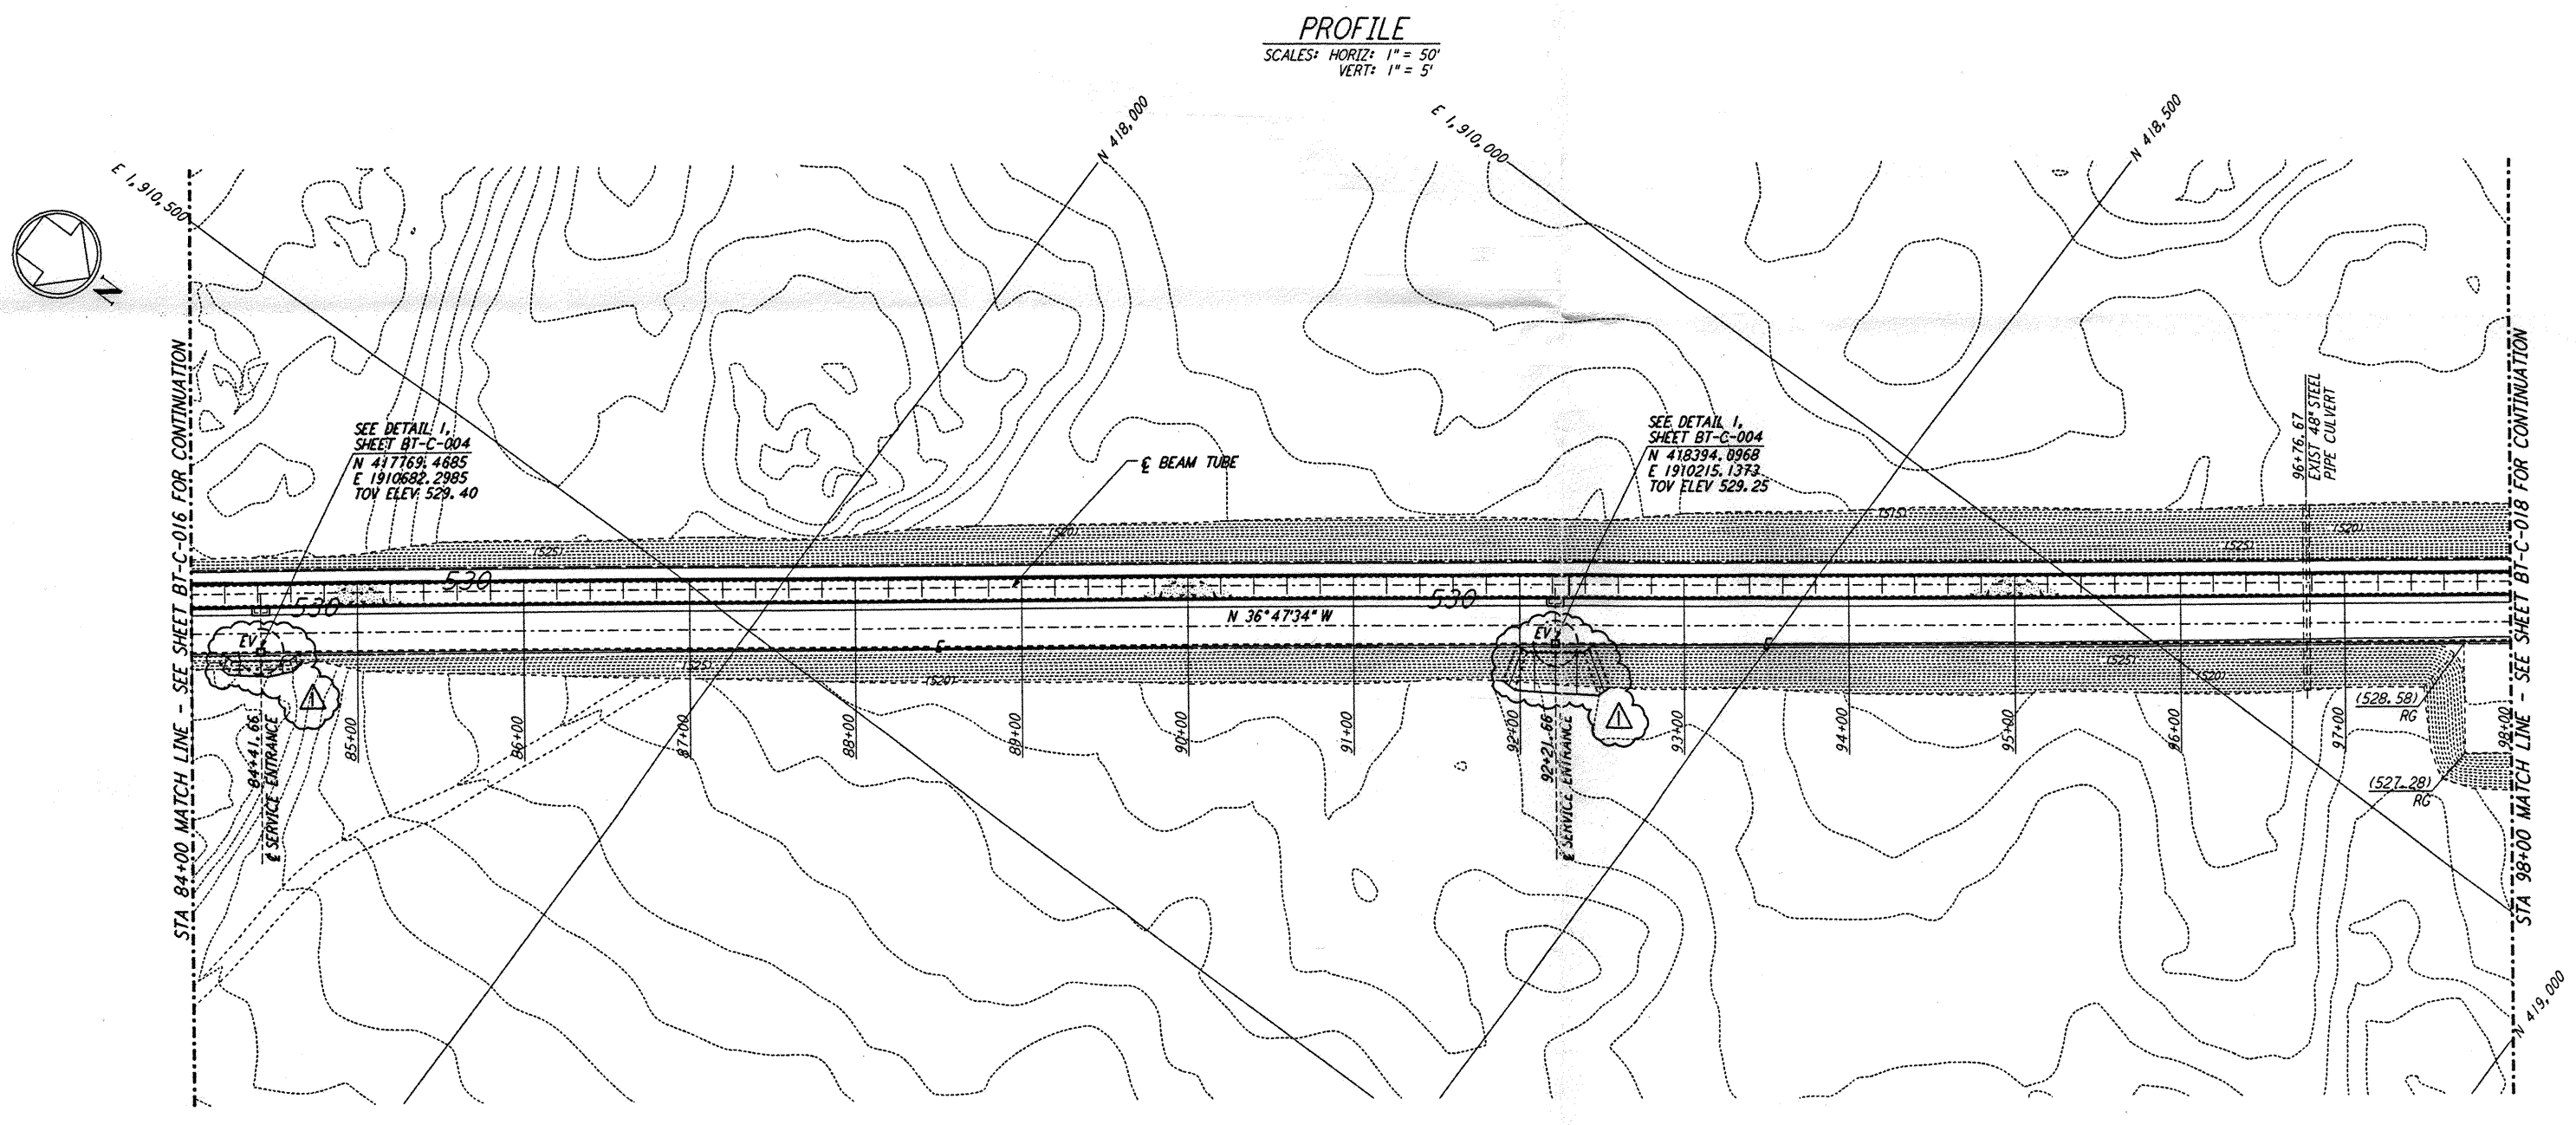 PROFILE
SCALES: HORIZ: 1" = 50'
VERT: 1" = 5'
E 1,910,500
N 418,000
E 1,910,000
N 418,500
N
STA 84+00 MATCH LINE - SEE SHEET BT-C-016 FOR CONTINUATION
SEE DETAIL 1,
SHEET BT-C-004
N 417769.4685
E 1910682.2985
TOV ELEV 529.40
℄ BEAM TUBE
SEE DETAIL 1,
SHEET BT-C-004
N 418394.0968
E 1910215.1373
TOV ELEV 529.25
96+76.67
EXIST 48" STEEL
PIPE CULVERT
STA 98+00 MATCH LINE - SEE SHEET BT-C-018 FOR CONTINUATION
(525)
(520)
(515)
(525)
(520)
530
530
530
N 36°47'34" W
EV
EV
E
E
(525)
(520)
(525)
(520)
1
1
84+41.66
℄ SERVICE ENTRANCE
85+00
86+00
87+00
88+00
89+00
90+00
91+00
92+00
92+21.66
℄ SERVICE ENTRANCE
93+00
94+00
95+00
96+00
97+00
98+00
(528.58)
RG
(527.28)
RG
N 419,000